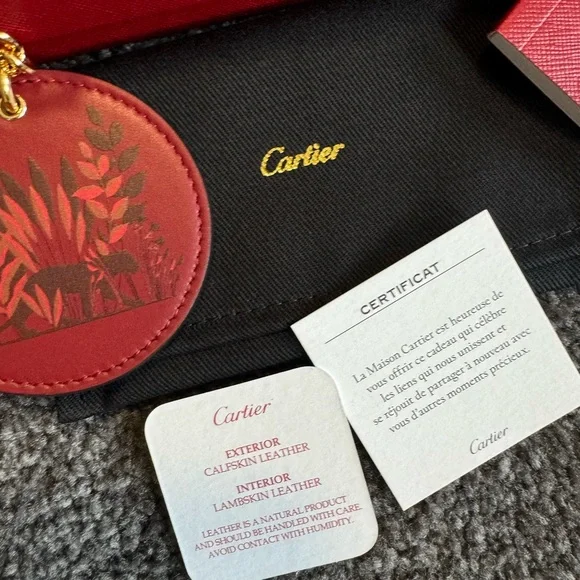 Cartier
CERTIFICAT
La Maison Cartier est heureuse de
vous offrir ce cadeau qui célèbre
les liens qui nous unissent et
se réjouit de partager à nouveau avec
vous d'autres moments précieux.
Cartier
Cartier
EXTERIOR
CALFSKIN LEATHER
INTERIOR
LAMBSKIN LEATHER
LEATHER IS A NATURAL PRODUCT
AND SHOULD BE HANDLED WITH CARE,
AVOID CONTACT WITH HUMIDITY.